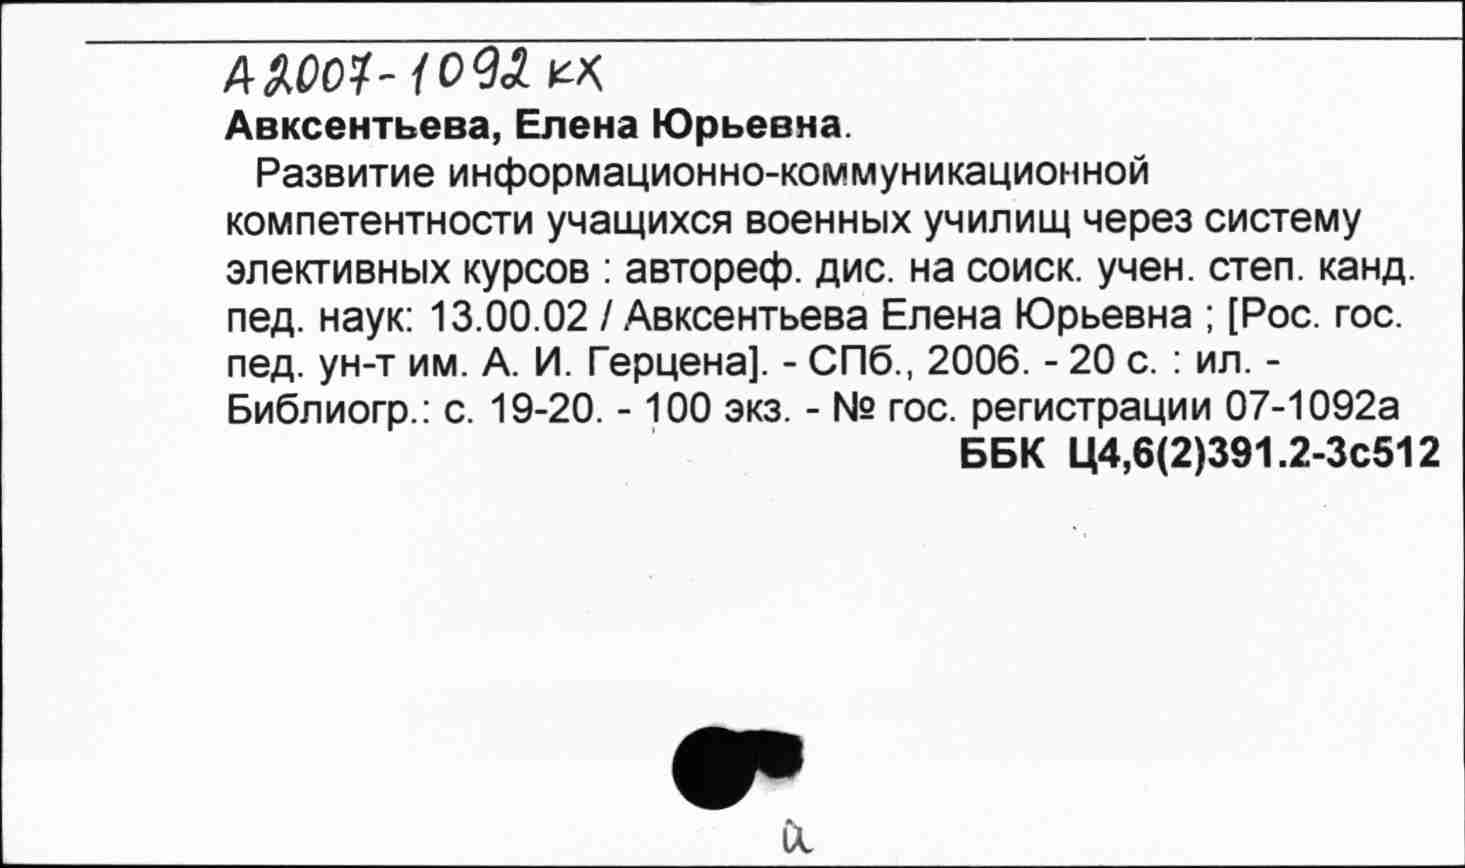 А2007-1092 кх
Авксентьева, Елена Юрьевна.
Развитие информационно-коммуникационной
компетентности учащихся военных училищ через систему
элективных курсов : автореф. дис. на соиск. учен. степ. канд.
пед. наук: 13.00.02 / Авксентьева Елена Юрьевна ; [Рос. гос.
пед. ун-т им. А. И. Герцена]. - СПб., 2006. - 20 с. : ил. -
Библиогр.: с. 19-20. - 100 экз. - № гос. регистрации 07-1092а
ББК Ц4,6(2)391.2-3с512